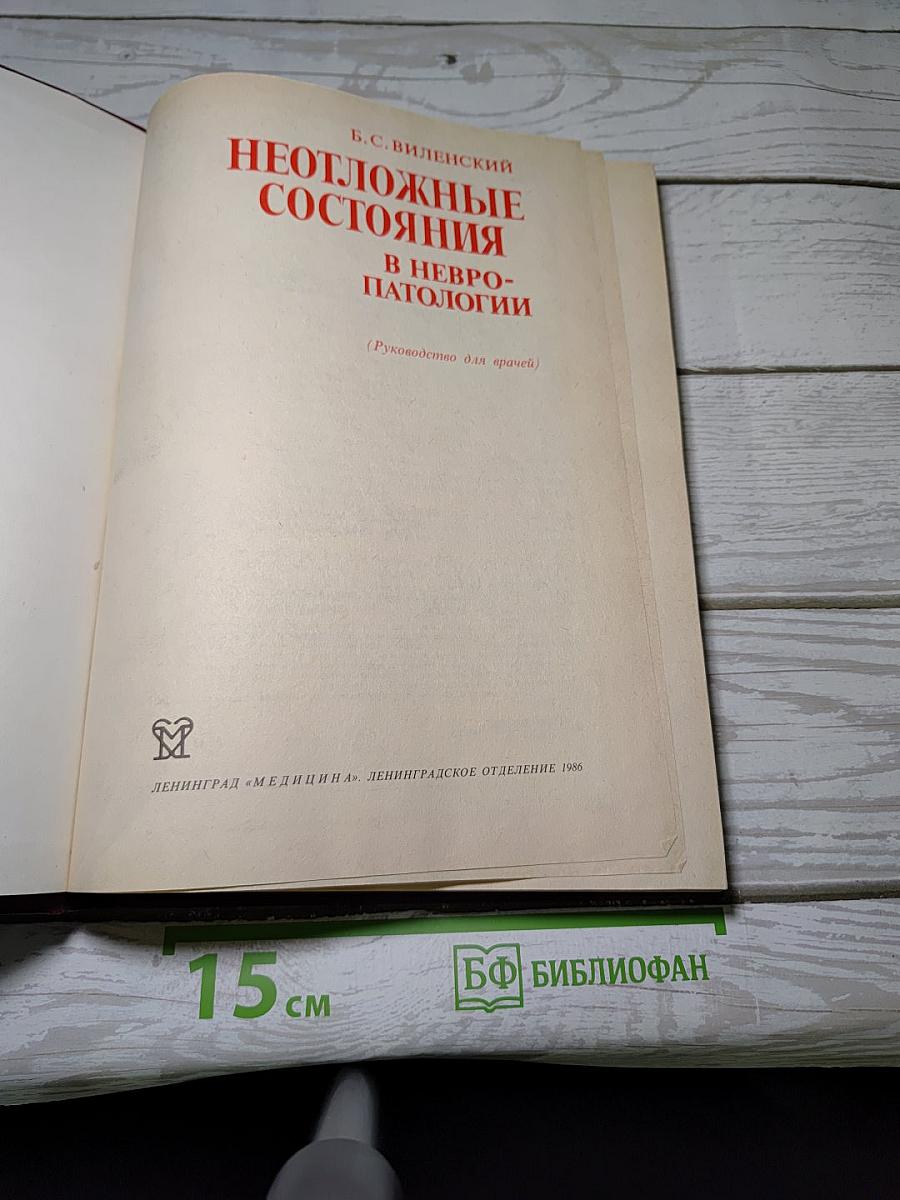 Б. С. ВИЛЕНСКИЙ
НЕОТЛОЖНЫЕ
СОСТОЯНИЯ
В НЕВРО-
ПАТОЛОГИИ
(Руководство для врачей)
М
ЛЕНИНГРАД «МЕДИЦИНА». ЛЕНИНГРАДСКОЕ ОТДЕЛЕНИЕ 1986
15 см
БФ БИБЛИОФАН